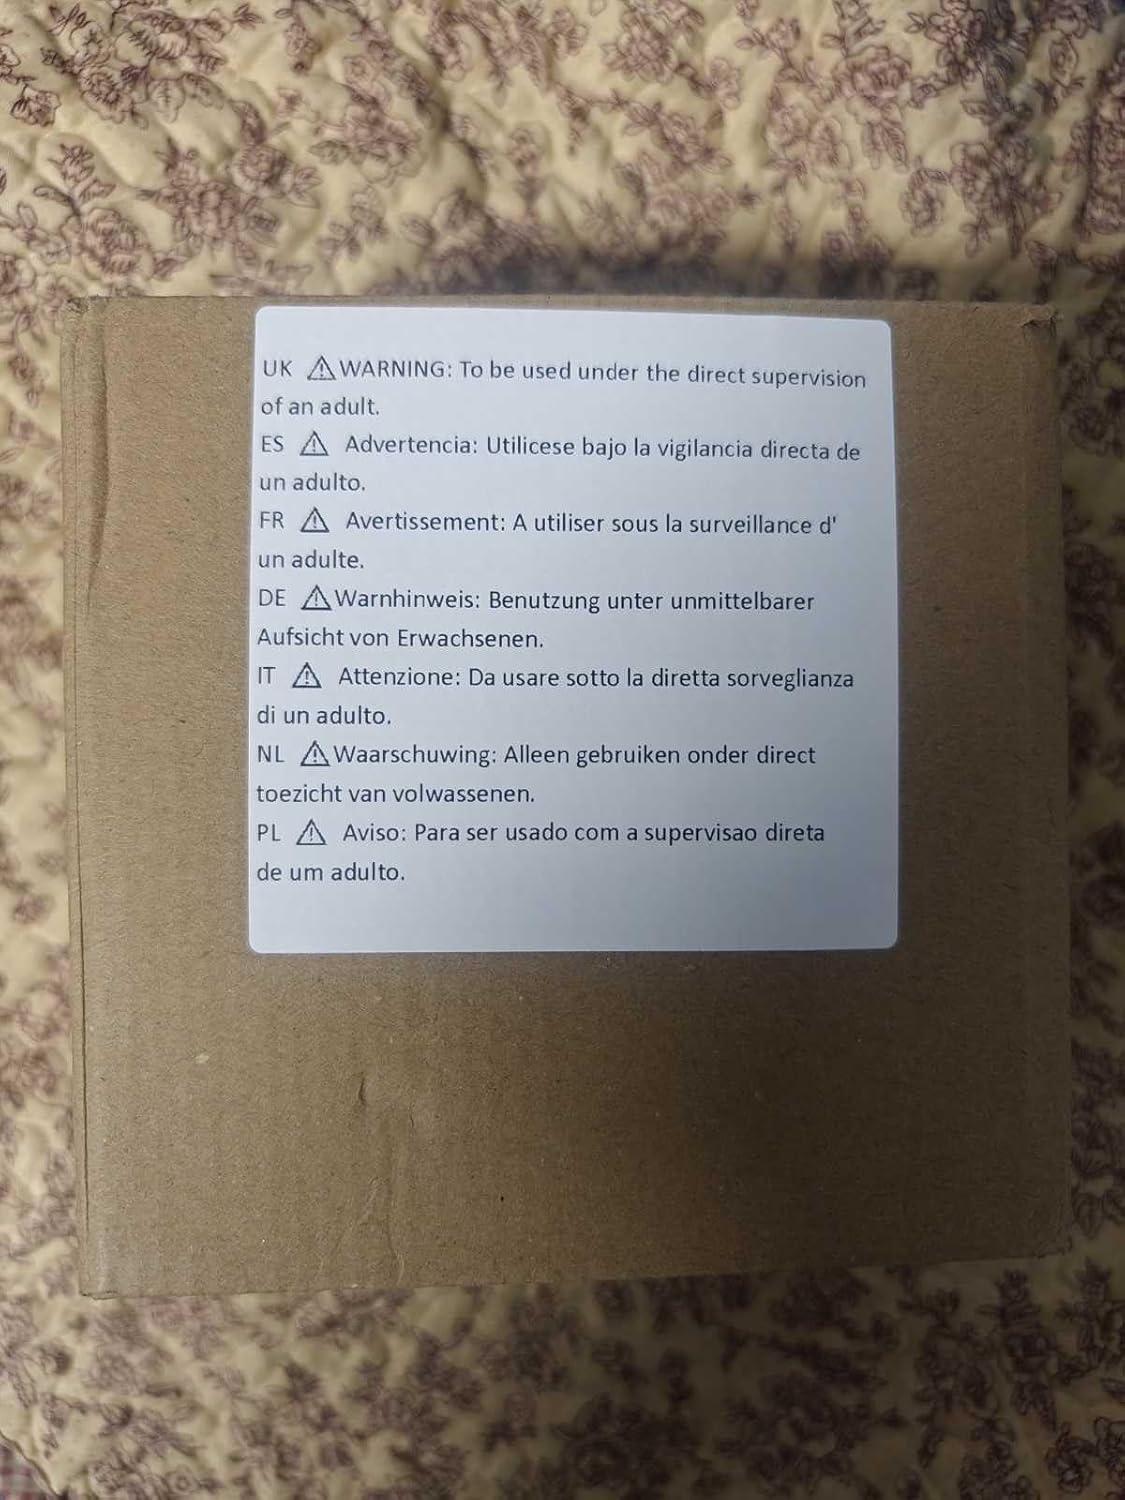 UK ⚠WARNING: To be used under the direct supervision
of an adult.
ES ⚠ Advertencia: Utilicese bajo la vigilancia directa de
un adulto.
FR ⚠ Avertissement: A utiliser sous la surveillance d'
un adulte.
DE ⚠Warnhinweis: Benutzung unter unmittelbarer
Aufsicht von Erwachsenen.
IT ⚠ Attenzione: Da usare sotto la diretta sorveglianza
di un adulto.
NL ⚠Waarschuwing: Alleen gebruiken onder direct
toezicht van volwassenen.
PL ⚠ Aviso: Para ser usado com a supervisao direta
de um adulto.